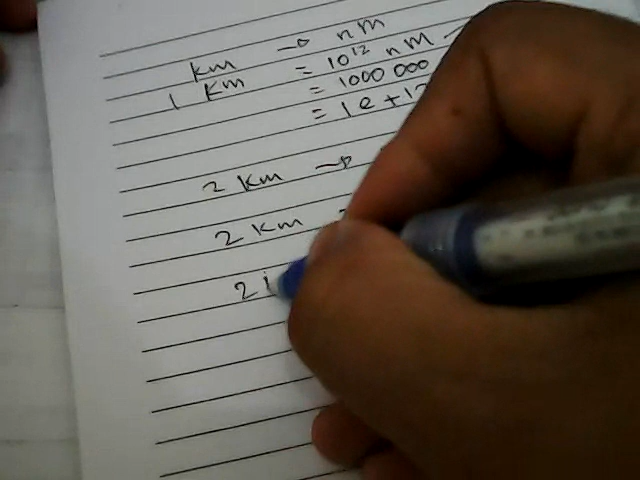 km → nm
1 km = 10¹² nm
= 1000 000
= 1e+12
2 km →
2 km
2